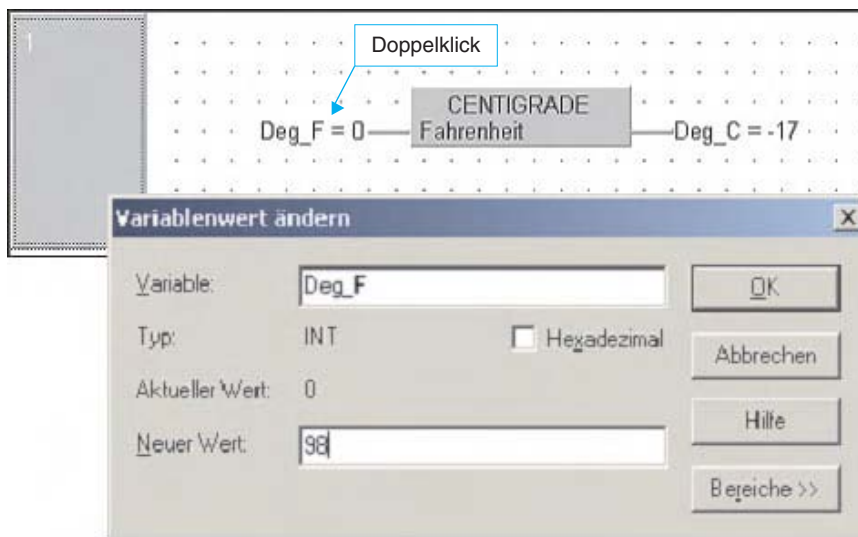 1
Doppelklick
CENTIGRADE
Deg_F = 0 Fahrenheit Deg_C = -17
Variablenwert ändern
Variable: Deg_F OK
Typ: INT Hexadezimal
Abbrechen
Aktueller Wert: 0
Hilfe
Neuer Wert: 98
Bereiche >>